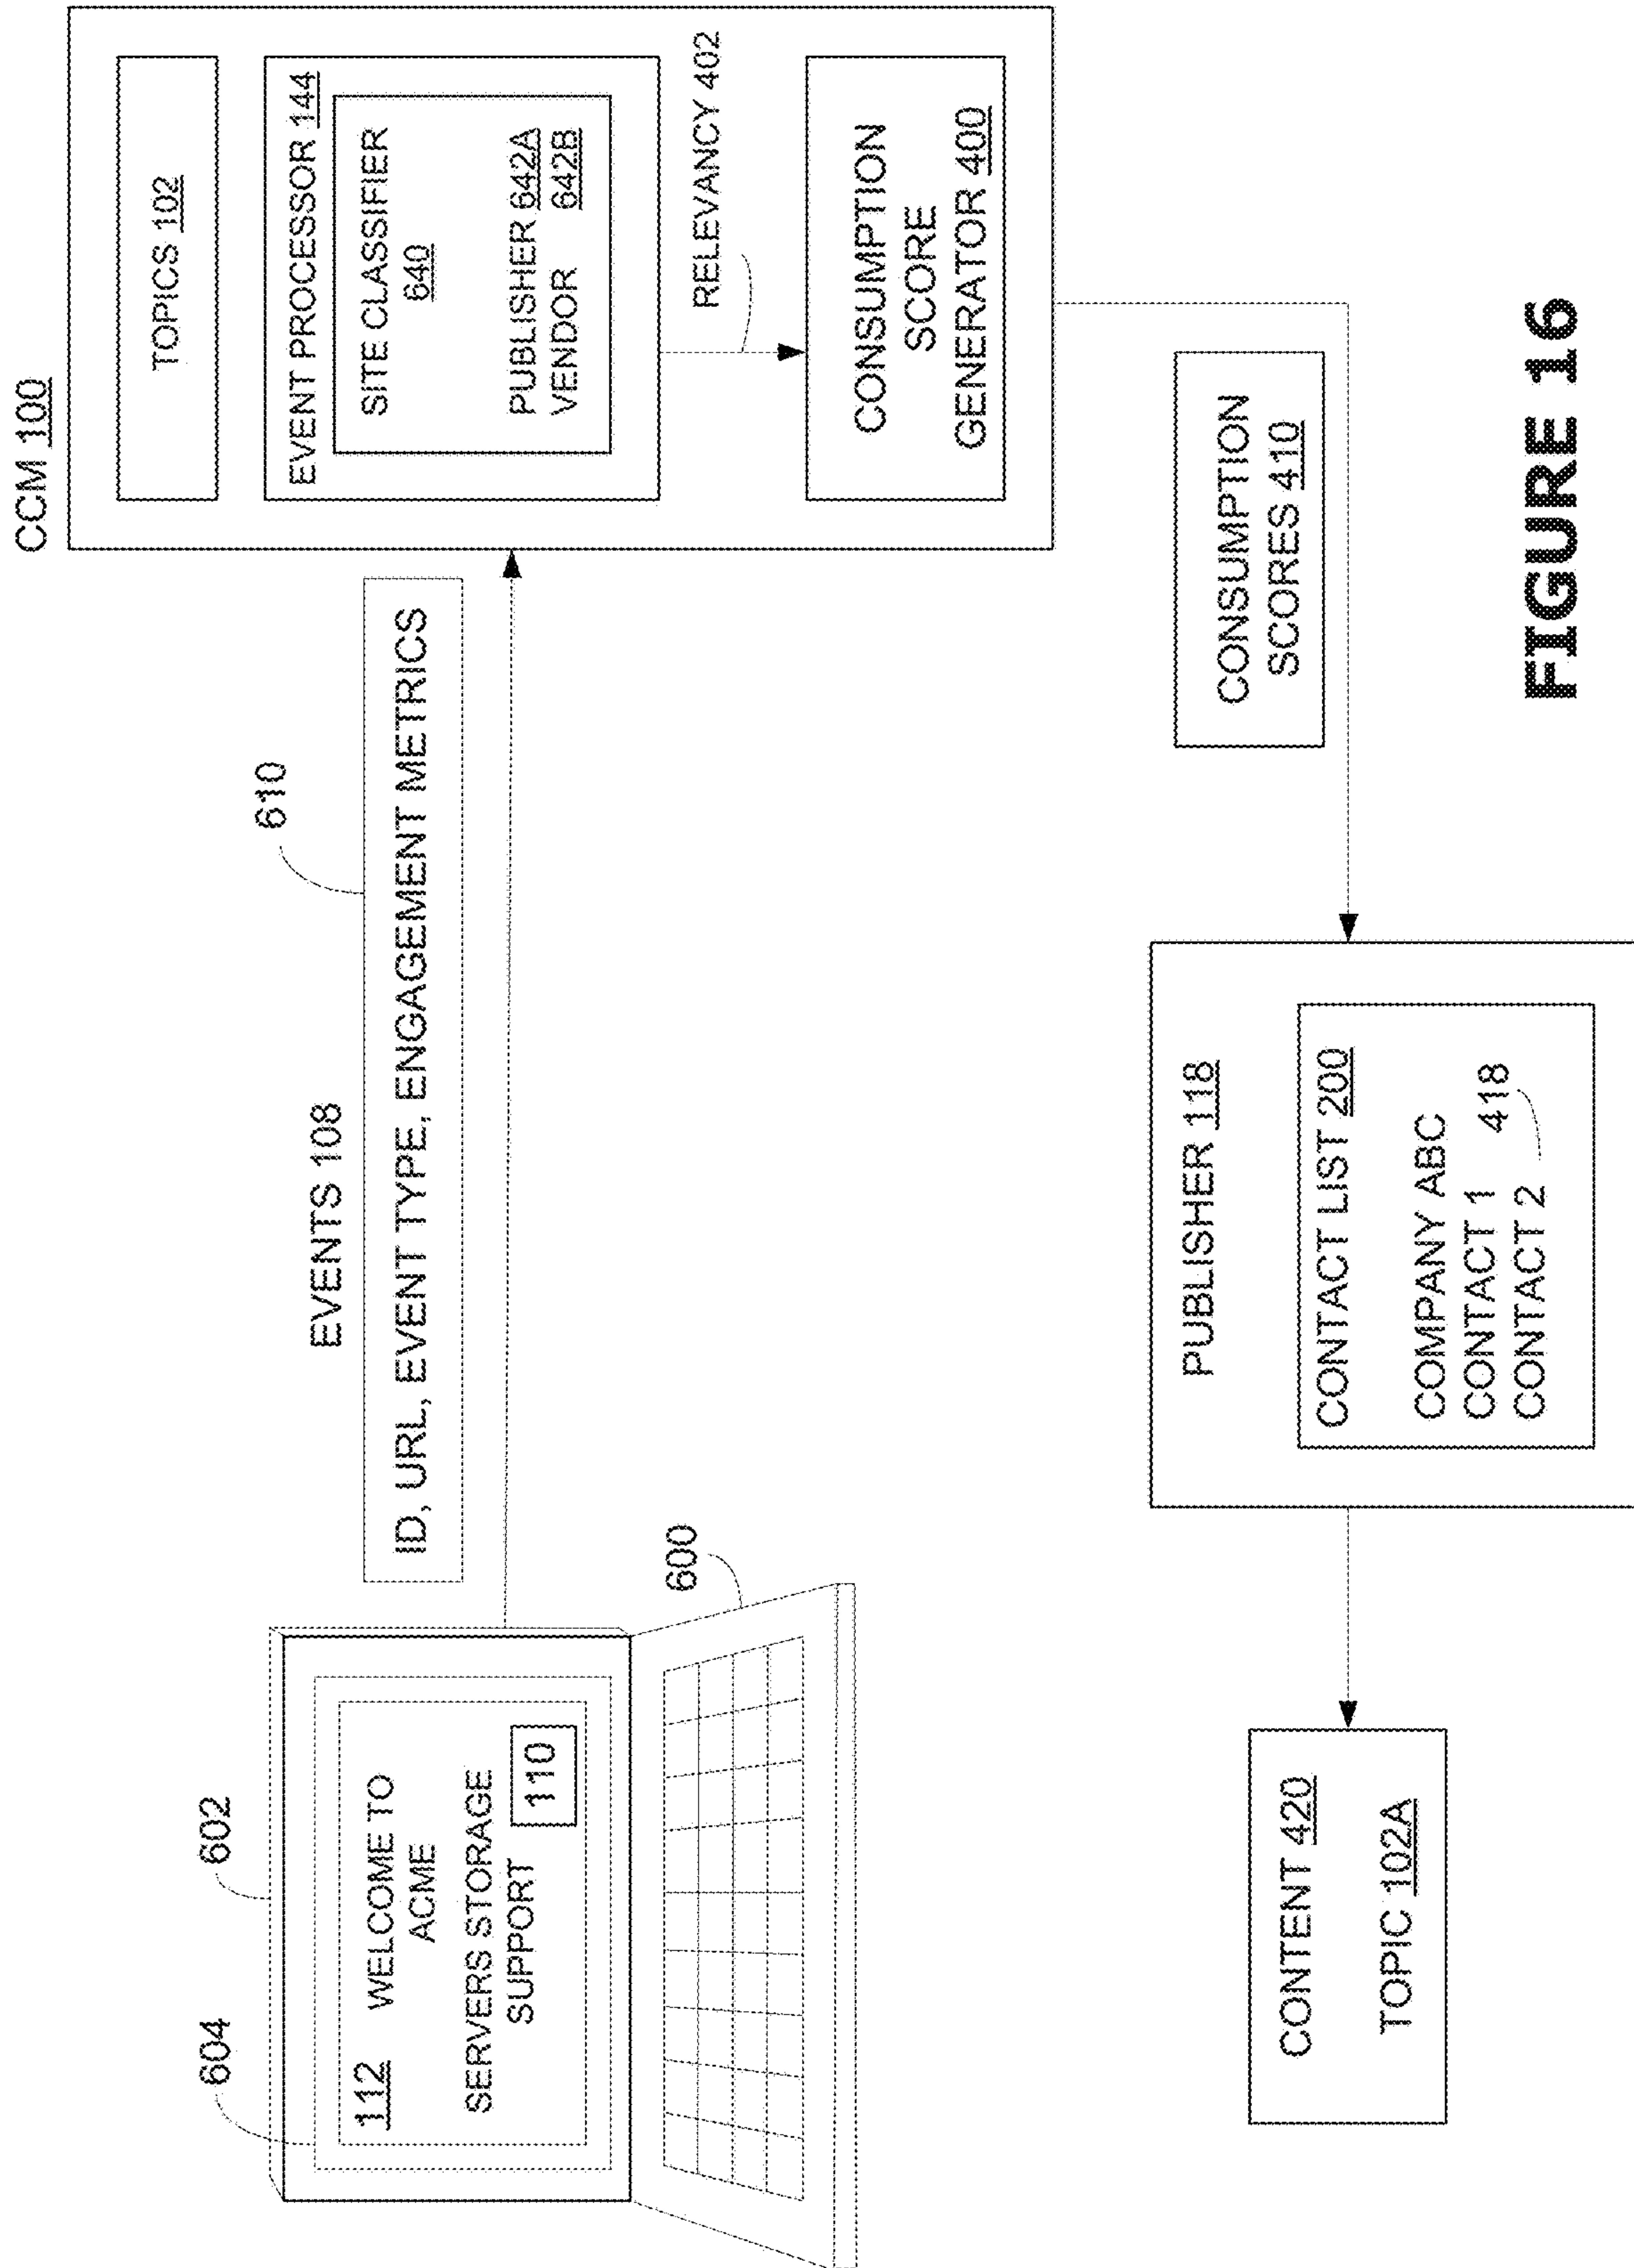 CCM 100
TOPICS 102
EVENT PROCESSOR 144
SITE CLASSIFIER
640
PUBLISHER 642A
VENDOR 642B
RELEVANCY 402
CONSUMPTION
SCORE
GENERATOR 400
610
EVENTS 108
ID, URL, EVENT TYPE, ENGAGEMENT METRICS
602
604
112 WELCOME TO
ACME
SERVERS STORAGE
SUPPORT
110
600
CONSUMPTION
SCORES 410
PUBLISHER 118
CONTACT LIST 200
COMPANY ABC
CONTACT 1 418
CONTACT 2
CONTENT 420
TOPIC 102A
FIGURE 16